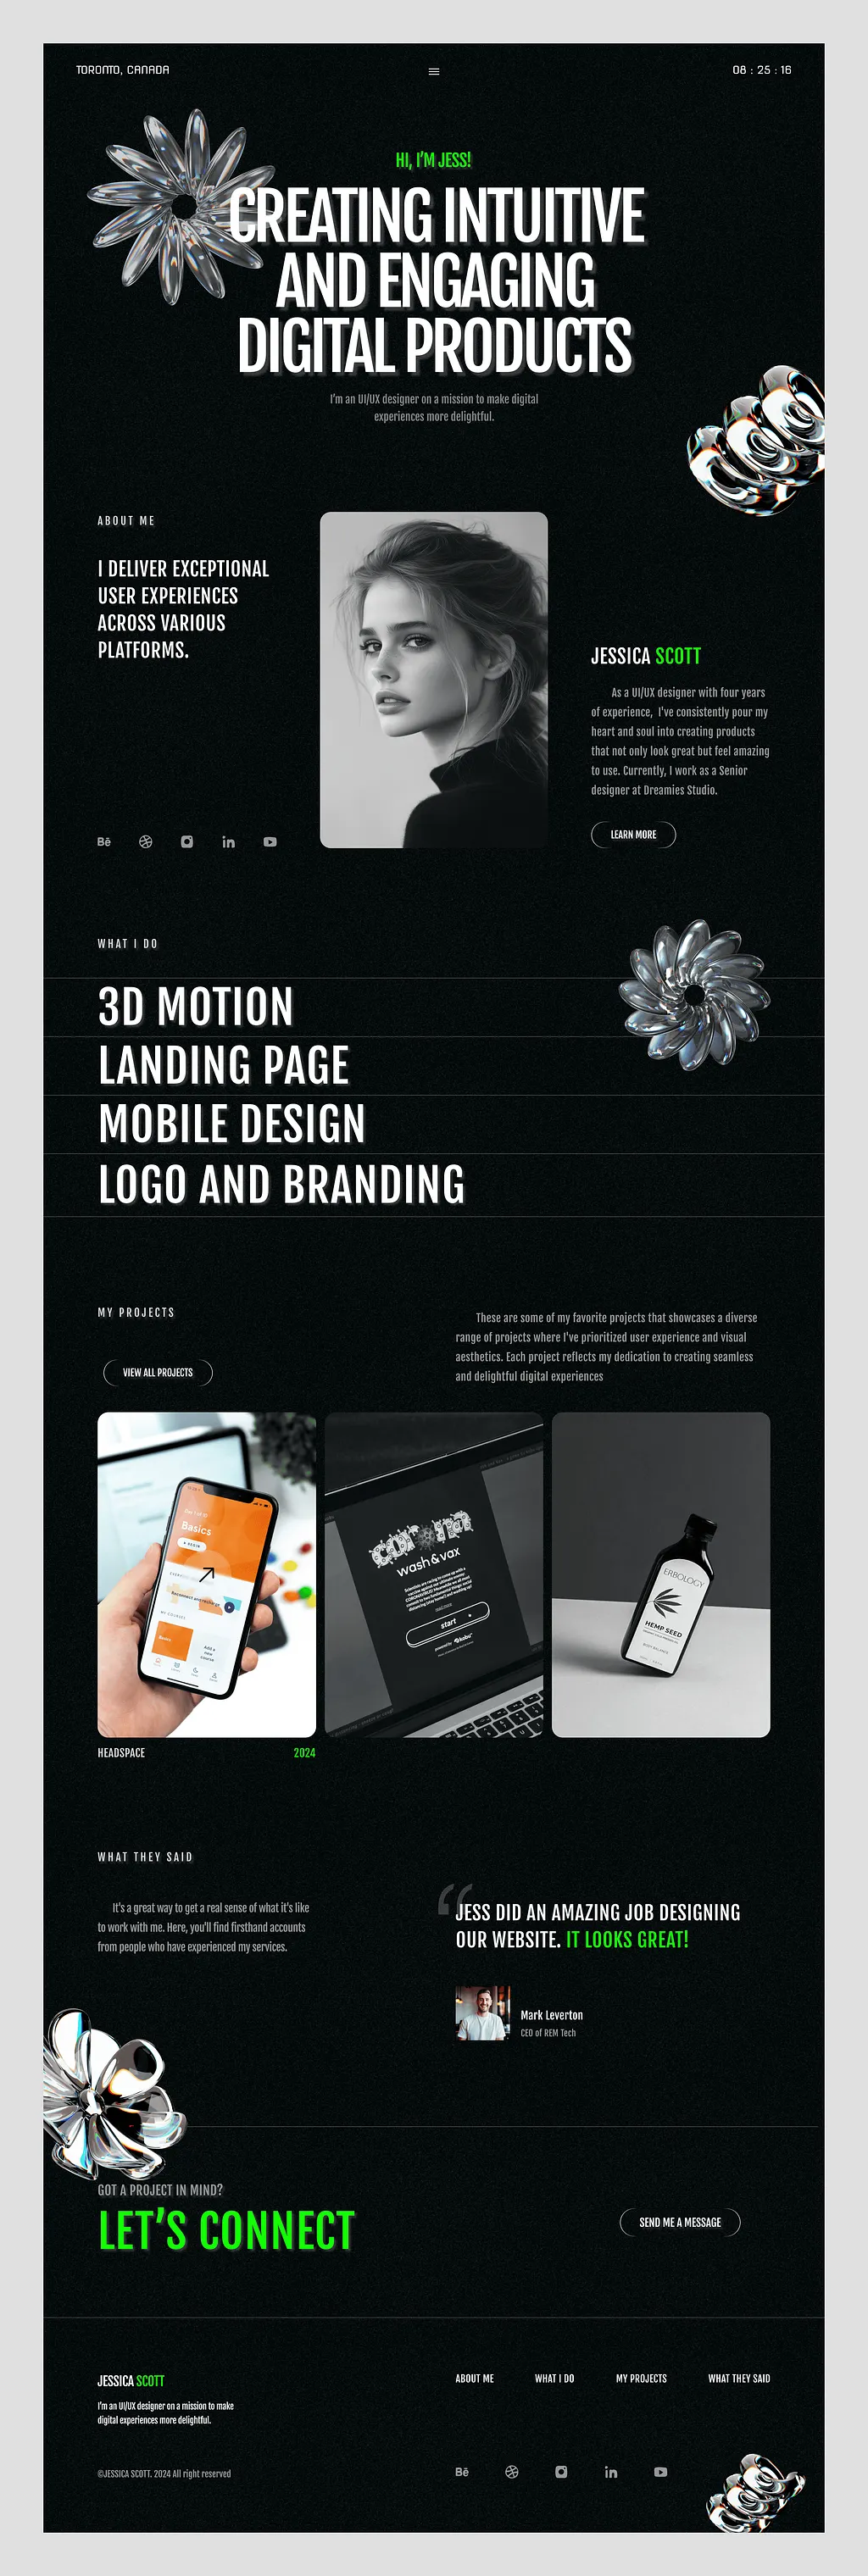 TORONTO, CANADA
08 : 25 : 16
HI, I'M JESS!
CREATING INTUITIVE
AND ENGAGING
DIGITAL PRODUCTS
I'm an UI/UX designer on a mission to make digital
experiences more delightful.
ABOUT ME
I DELIVER EXCEPTIONAL
USER EXPERIENCES
ACROSS VARIOUS
PLATFORMS.
JESSICA SCOTT
As a UI/UX designer with four years
of experience, I've consistently pour my
heart and soul into creating products
that not only look great but feel amazing
to use. Currently, I work as a Senior
designer at Dreamies Studio.
Bē
in
LEARN MORE
WHAT I DO
3D MOTION
LANDING PAGE
MOBILE DESIGN
LOGO AND BRANDING
MY PROJECTS
VIEW ALL PROJECTS
These are some of my favorite projects that showcases a diverse
range of projects where I've prioritized user experience and visual
aesthetics. Each project reflects my dedication to creating seamless
and delightful digital experiences
Basics
BEGIN
MY COURSES
Basics
Add a
new
course
corona
wash & vax
start
ERBOLOGY
HEMP SEED
BODY BALANCE
HEADSPACE
2024
WHAT THEY SAID
It's a great way to get a real sense of what it's like
to work with me. Here, you'll find firsthand accounts
from people who have experienced my services.
“
JESS DID AN AMAZING JOB DESIGNING
OUR WEBSITE. IT LOOKS GREAT!
Mark Leverton
CEO of REM Tech
GOT A PROJECT IN MIND?
LET'S CONNECT
SEND ME A MESSAGE
JESSICA SCOTT
I'm an UI/UX designer on a mission to make
digital experiences more delightful.
ABOUT ME
WHAT I DO
MY PROJECTS
WHAT THEY SAID
©JESSICA SCOTT. 2024 All right reserved
Bē
in